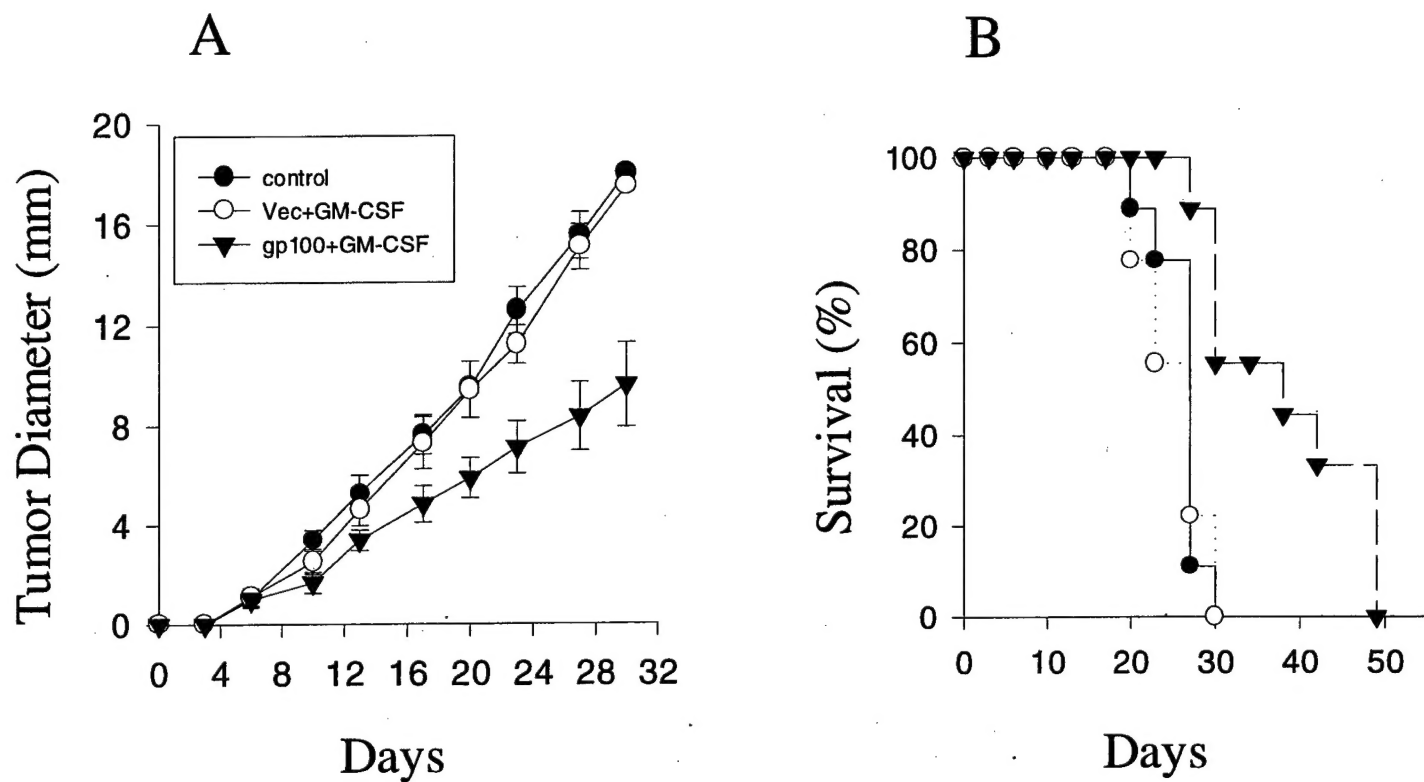 A
B
20
16
12
8
4
0
Tumor Diameter (mm)
control
Vec+GM-CSF
gp100+GM-CSF
0 4 8 12 16 20 24 28 32
Days
100
80
60
40
20
0
Survival (%)
0 10 20 30 40 50
Days